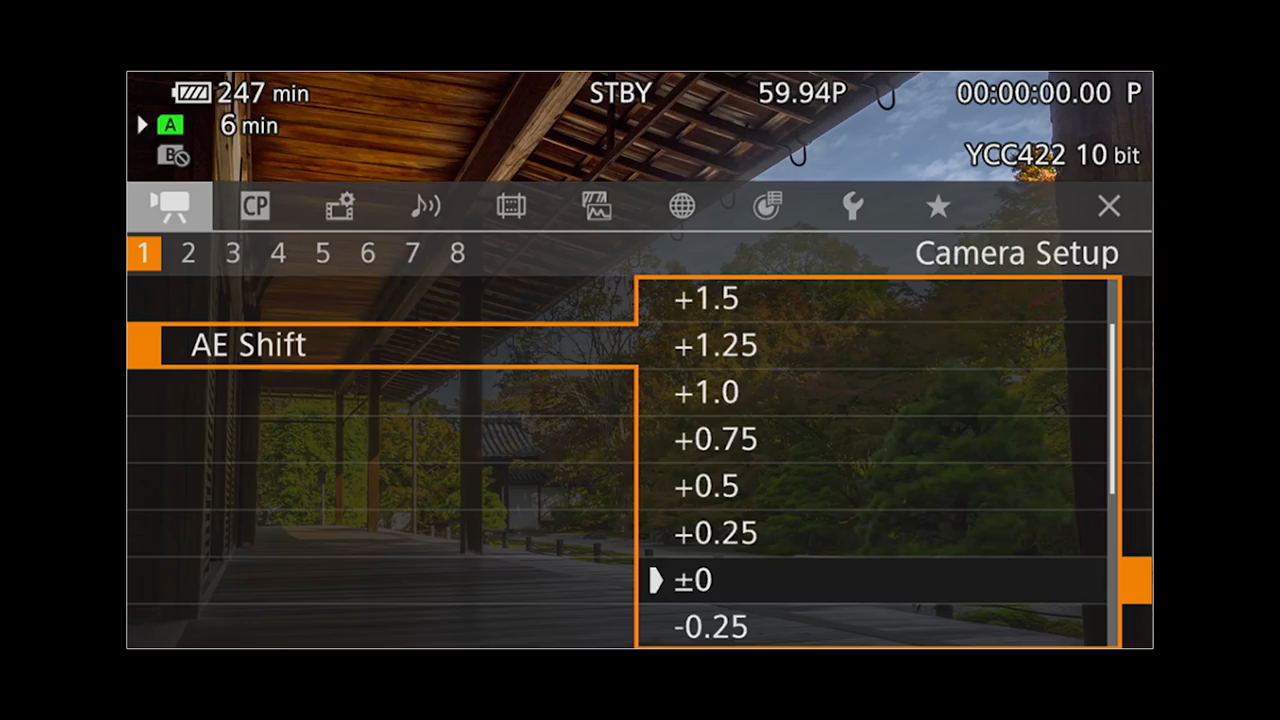 247 min STBY 59.94P 00:00:00.00 P
A 6 min
B YCC422 10 bit
CP
1 2 3 4 5 6 7 8 Camera Setup
+1.5
AE Shift +1.25
+1.0
+0.75
+0.5
+0.25
±0
-0.25